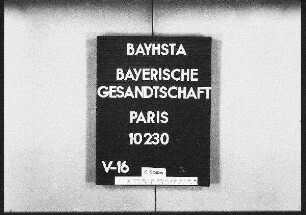 BAYHSTA
BAYERISCHE
GESANDTSCHAFT
PARIS
10230
V-16